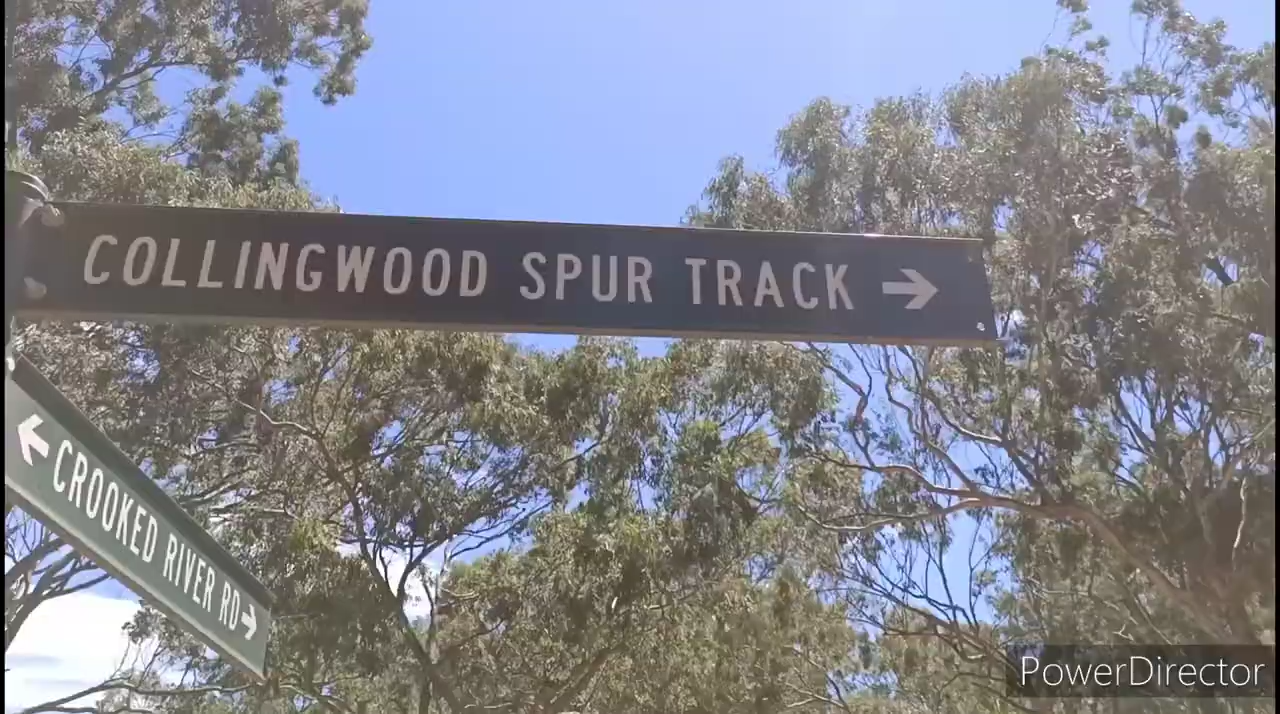 COLLINGWOOD SPUR TRACK →
← CROOKED RIVER RD →
PowerDirector